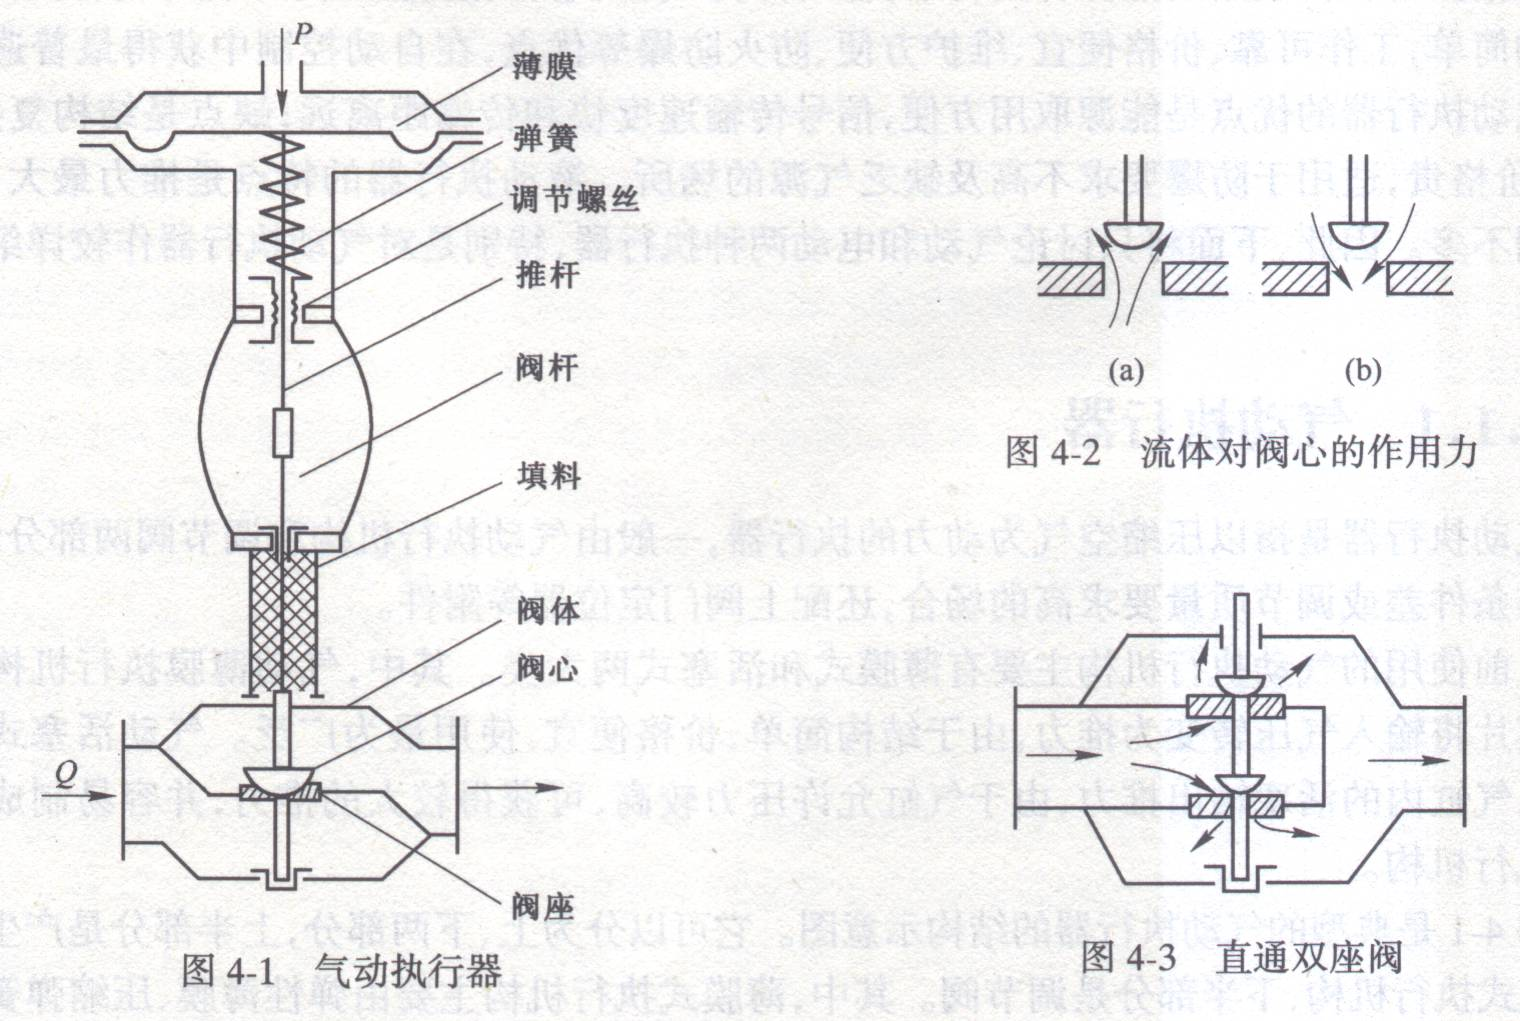 P
薄膜
弹簧
调节螺丝
推杆
阀杆
填料
阀体
阀心
Q
阀座
图 4-1 气动执行器
(a) (b)
图 4-2 流体对阀心的作用力
图 4-3 直通双座阀